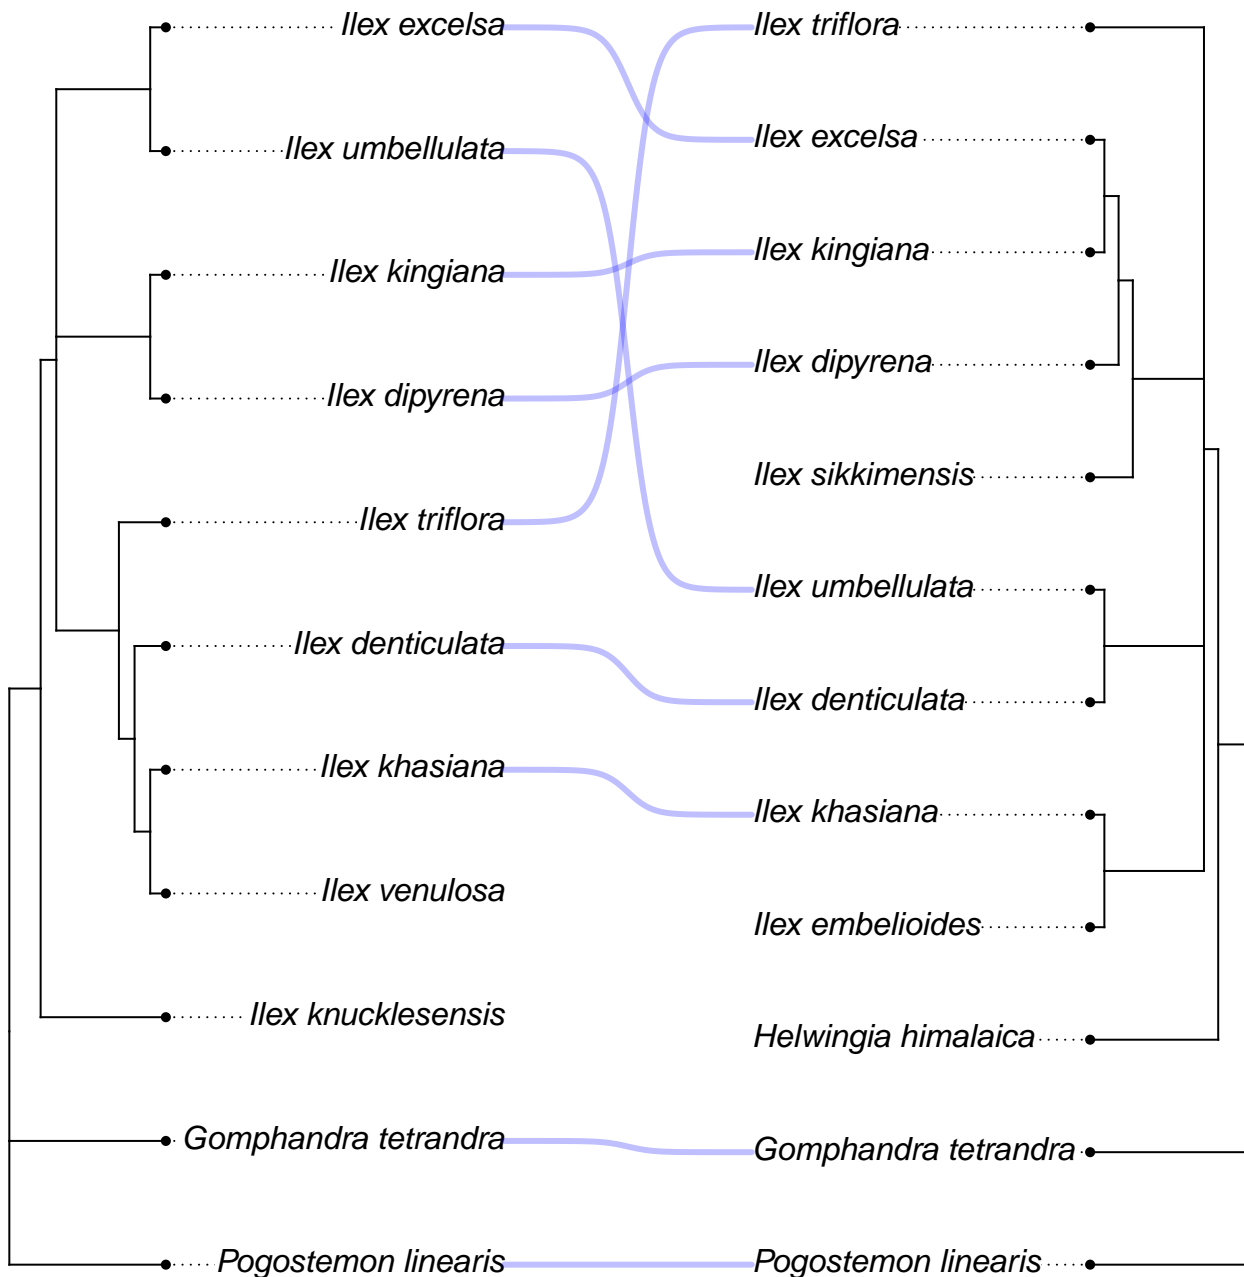 Ilex excelsa
Ilex umbellulata
Ilex kingiana
Ilex dipyrena
Ilex triflora
Ilex denticulata
Ilex khasiana
Ilex venulosa
Ilex knucklesensis
Gomphandra tetrandra
Pogostemon linearis
Ilex triflora
Ilex excelsa
Ilex kingiana
Ilex dipyrena
Ilex sikkimensis
Ilex umbellulata
Ilex denticulata
Ilex khasiana
Ilex embelioides
Helwingia himalaica
Gomphandra tetrandra
Pogostemon linearis